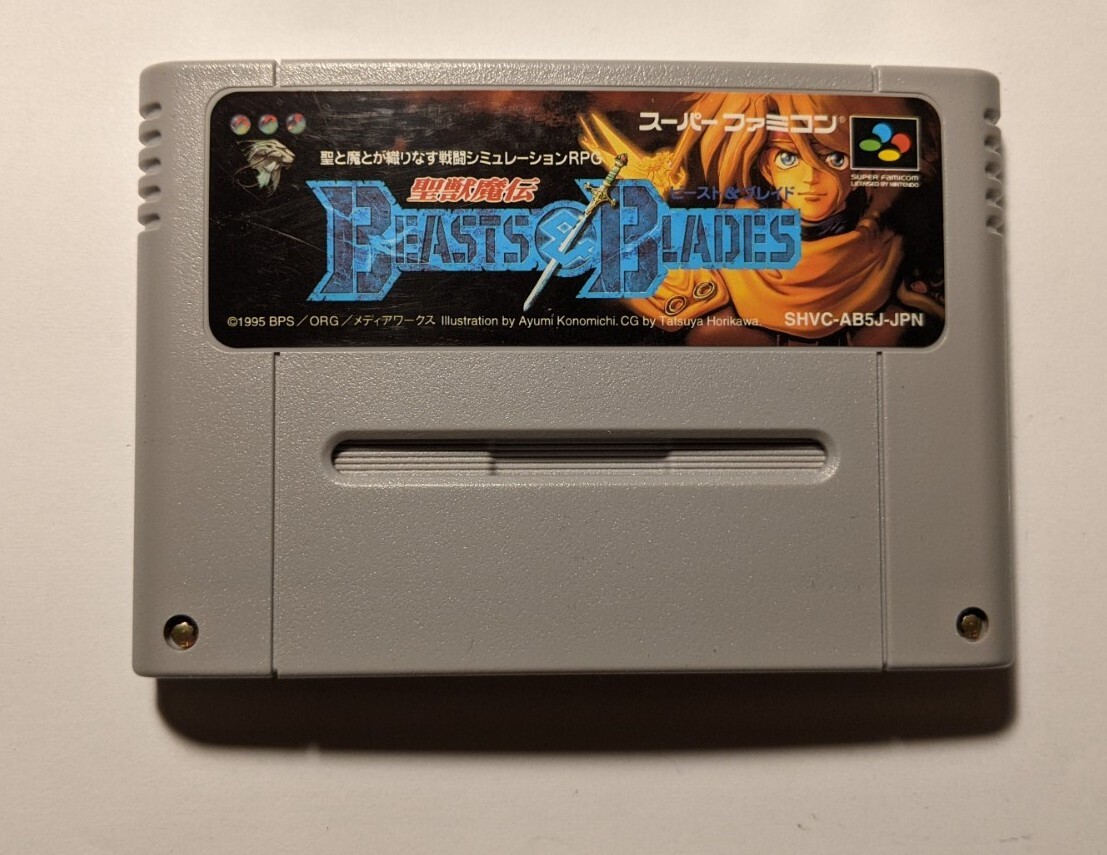 スーパーファミコン®
SUPER FAMICOM
LICENSED BY NINTENDO
聖と魔とが織りなす戦闘シミュレーションRPG
聖獣魔伝
ビースト&ブレイド
BEASTS & BLADES
©1995 BPS/ORG/メディアワークス Illustration by Ayumi Konomichi. CG by Tatsuya Horikawa.
SHVC-AB5J-JPN